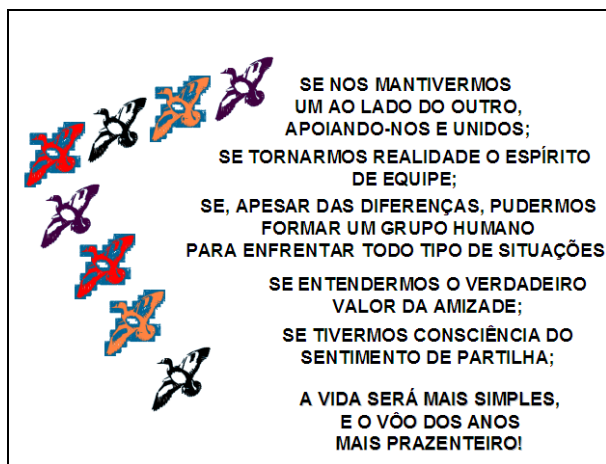 SE NOS MANTIVERMOS
UM AO LADO DO OUTRO,
APOIANDO-NOS E UNIDOS;
SE TORNARMOS REALIDADE O ESPÍRITO
DE EQUIPE;
SE, APESAR DAS DIFERENÇAS, PUDERMOS
FORMAR UM GRUPO HUMANO
PARA ENFRENTAR TODO TIPO DE SITUAÇÕES
SE ENTENDERMOS O VERDADEIRO
VALOR DA AMIZADE;
SE TIVERMOS CONSCIÊNCIA DO
SENTIMENTO DE PARTILHA;
A VIDA SERÁ MAIS SIMPLES,
E O VÔO DOS ANOS
MAIS PRAZENTEIRO!